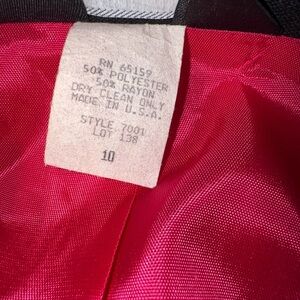 RN 65159
50% POLYESTER
50% RAYON
DRY CLEAN ONLY
MADE IN U.S.A.
STYLE 7001
LOT 138
10